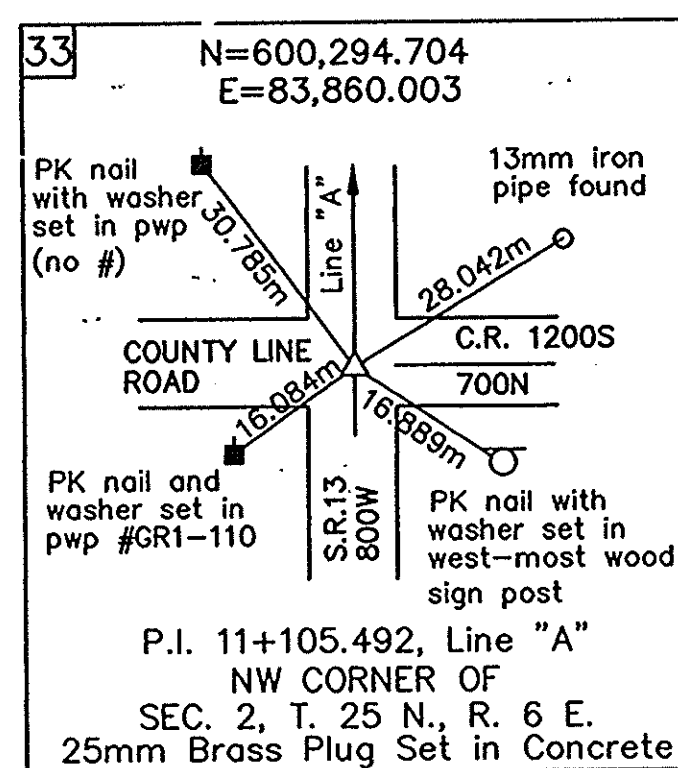 33
N=600,294.704
E=83,860.003
PK nail
with washer
set in pwp
(no #)
30.785m
Line "A"
13mm iron
pipe found
28.042m
COUNTY LINE
ROAD
C.R. 1200S
700N
16.084m
16.889m
PK nail and
washer set in
pwp #GR1-110
S.R.13
800W
PK nail with
washer set in
west-most wood
sign post
P.I. 11+105.492, Line "A"
NW CORNER OF
SEC. 2, T. 25 N., R. 6 E.
25mm Brass Plug Set in Concrete